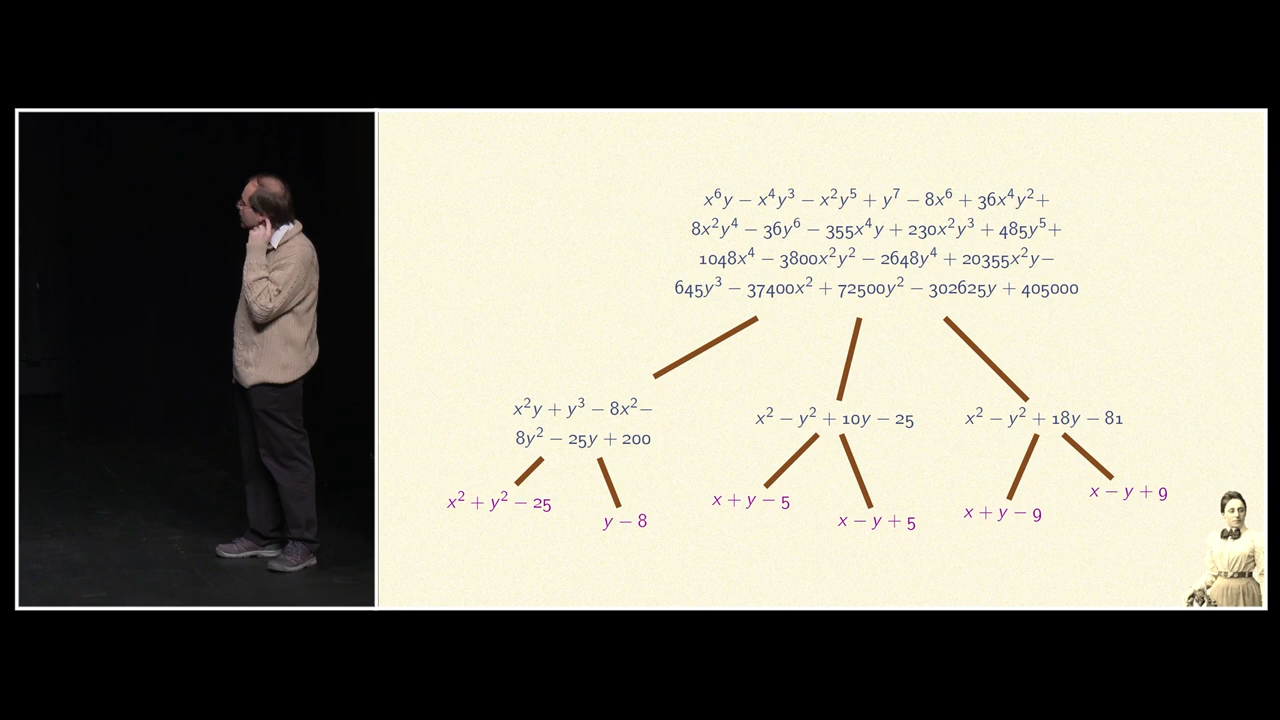 x⁶y − x⁴y³ − x²y⁵ + y⁷ − 8x⁶ + 36x⁴y² +
8x²y⁴ − 36y⁶ − 355x⁴y + 230x²y³ + 485y⁵ +
1048x⁴ − 3800x²y² − 2648y⁴ + 20355x²y −
645y³ − 37400x² + 72500y² − 302625y + 405000
x²y + y³ − 8x² −
8y² − 25y + 200
x² − y² + 10y − 25
x² − y² + 18y − 81
x² + y² − 25
y − 8
x + y − 5
x − y + 5
x + y − 9
x − y + 9